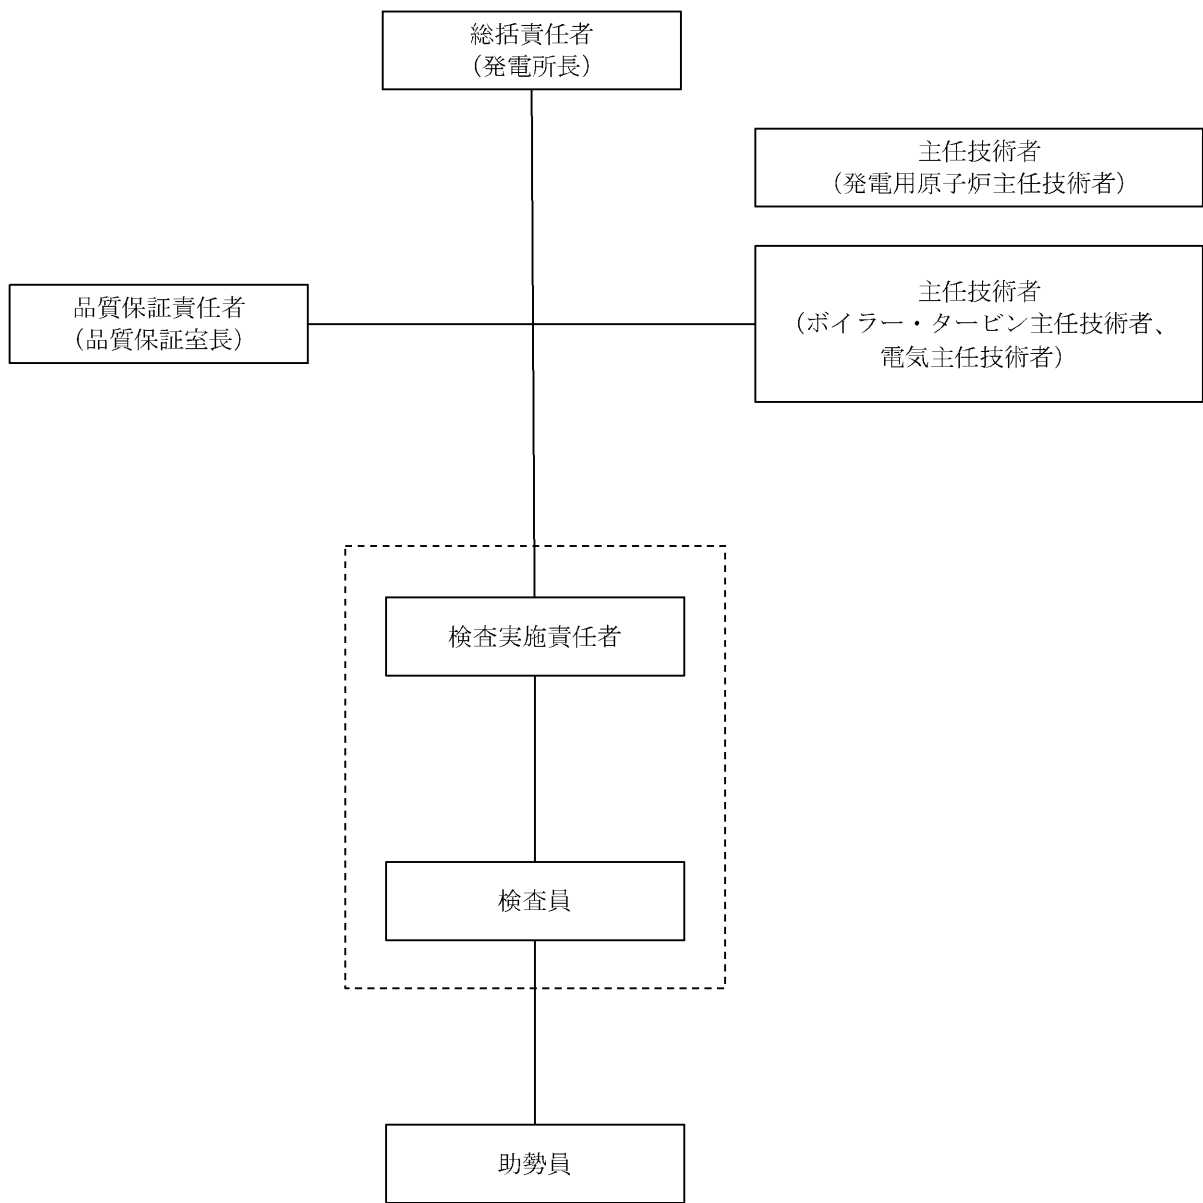 総括責任者
（発電所長）
主任技術者
（発電用原子炉主任技術者）
品質保証責任者
（品質保証室長）
主任技術者
（ボイラー・タービン主任技術者、
電気主任技術者）
検査実施責任者
検査員
助勢員